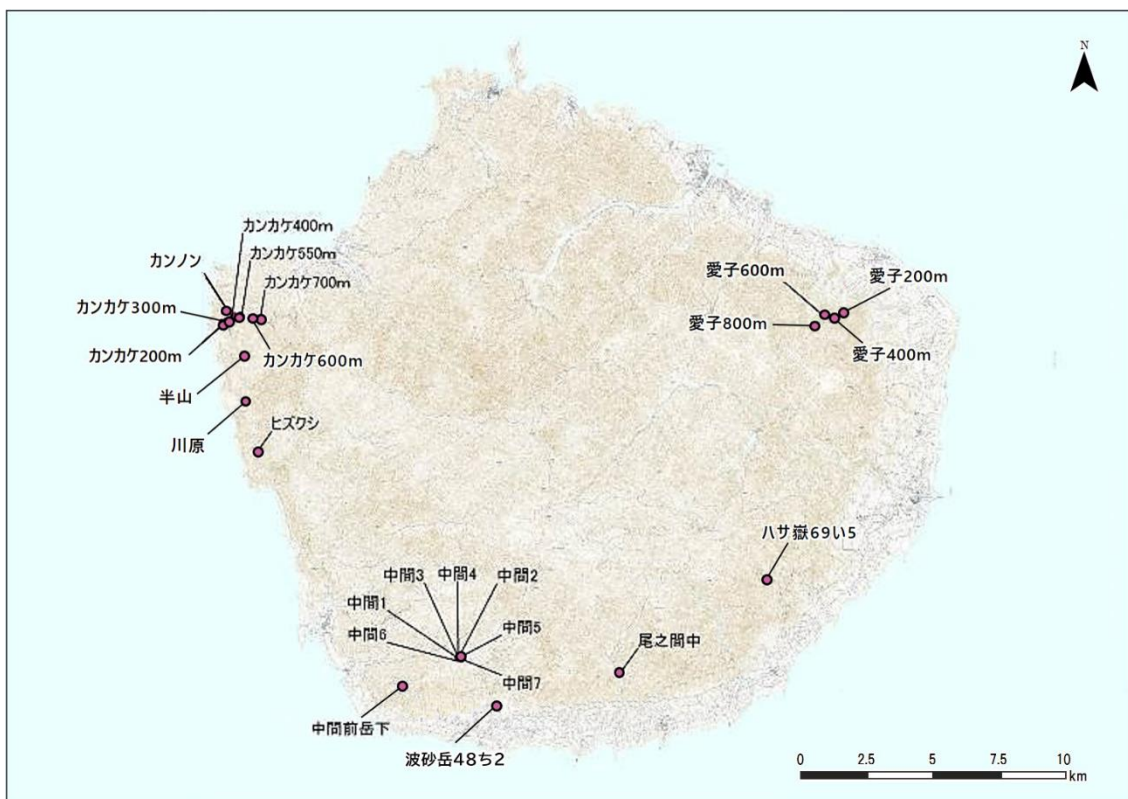 N
カンカケ400m
カンカケ550m
カンノン
カンカケ700m
カンカケ300m
カンカケ200m
カンカケ600m
半山
川原
ヒズクシ
愛子600m
愛子200m
愛子800m
愛子400m
ハサ嶽69い5
中間3
中間4
中間2
中間1
中間6
中間5
中間7
尾之間中
中間前岳下
波砂岳48ち2
0 2.5 5 7.5 10
km